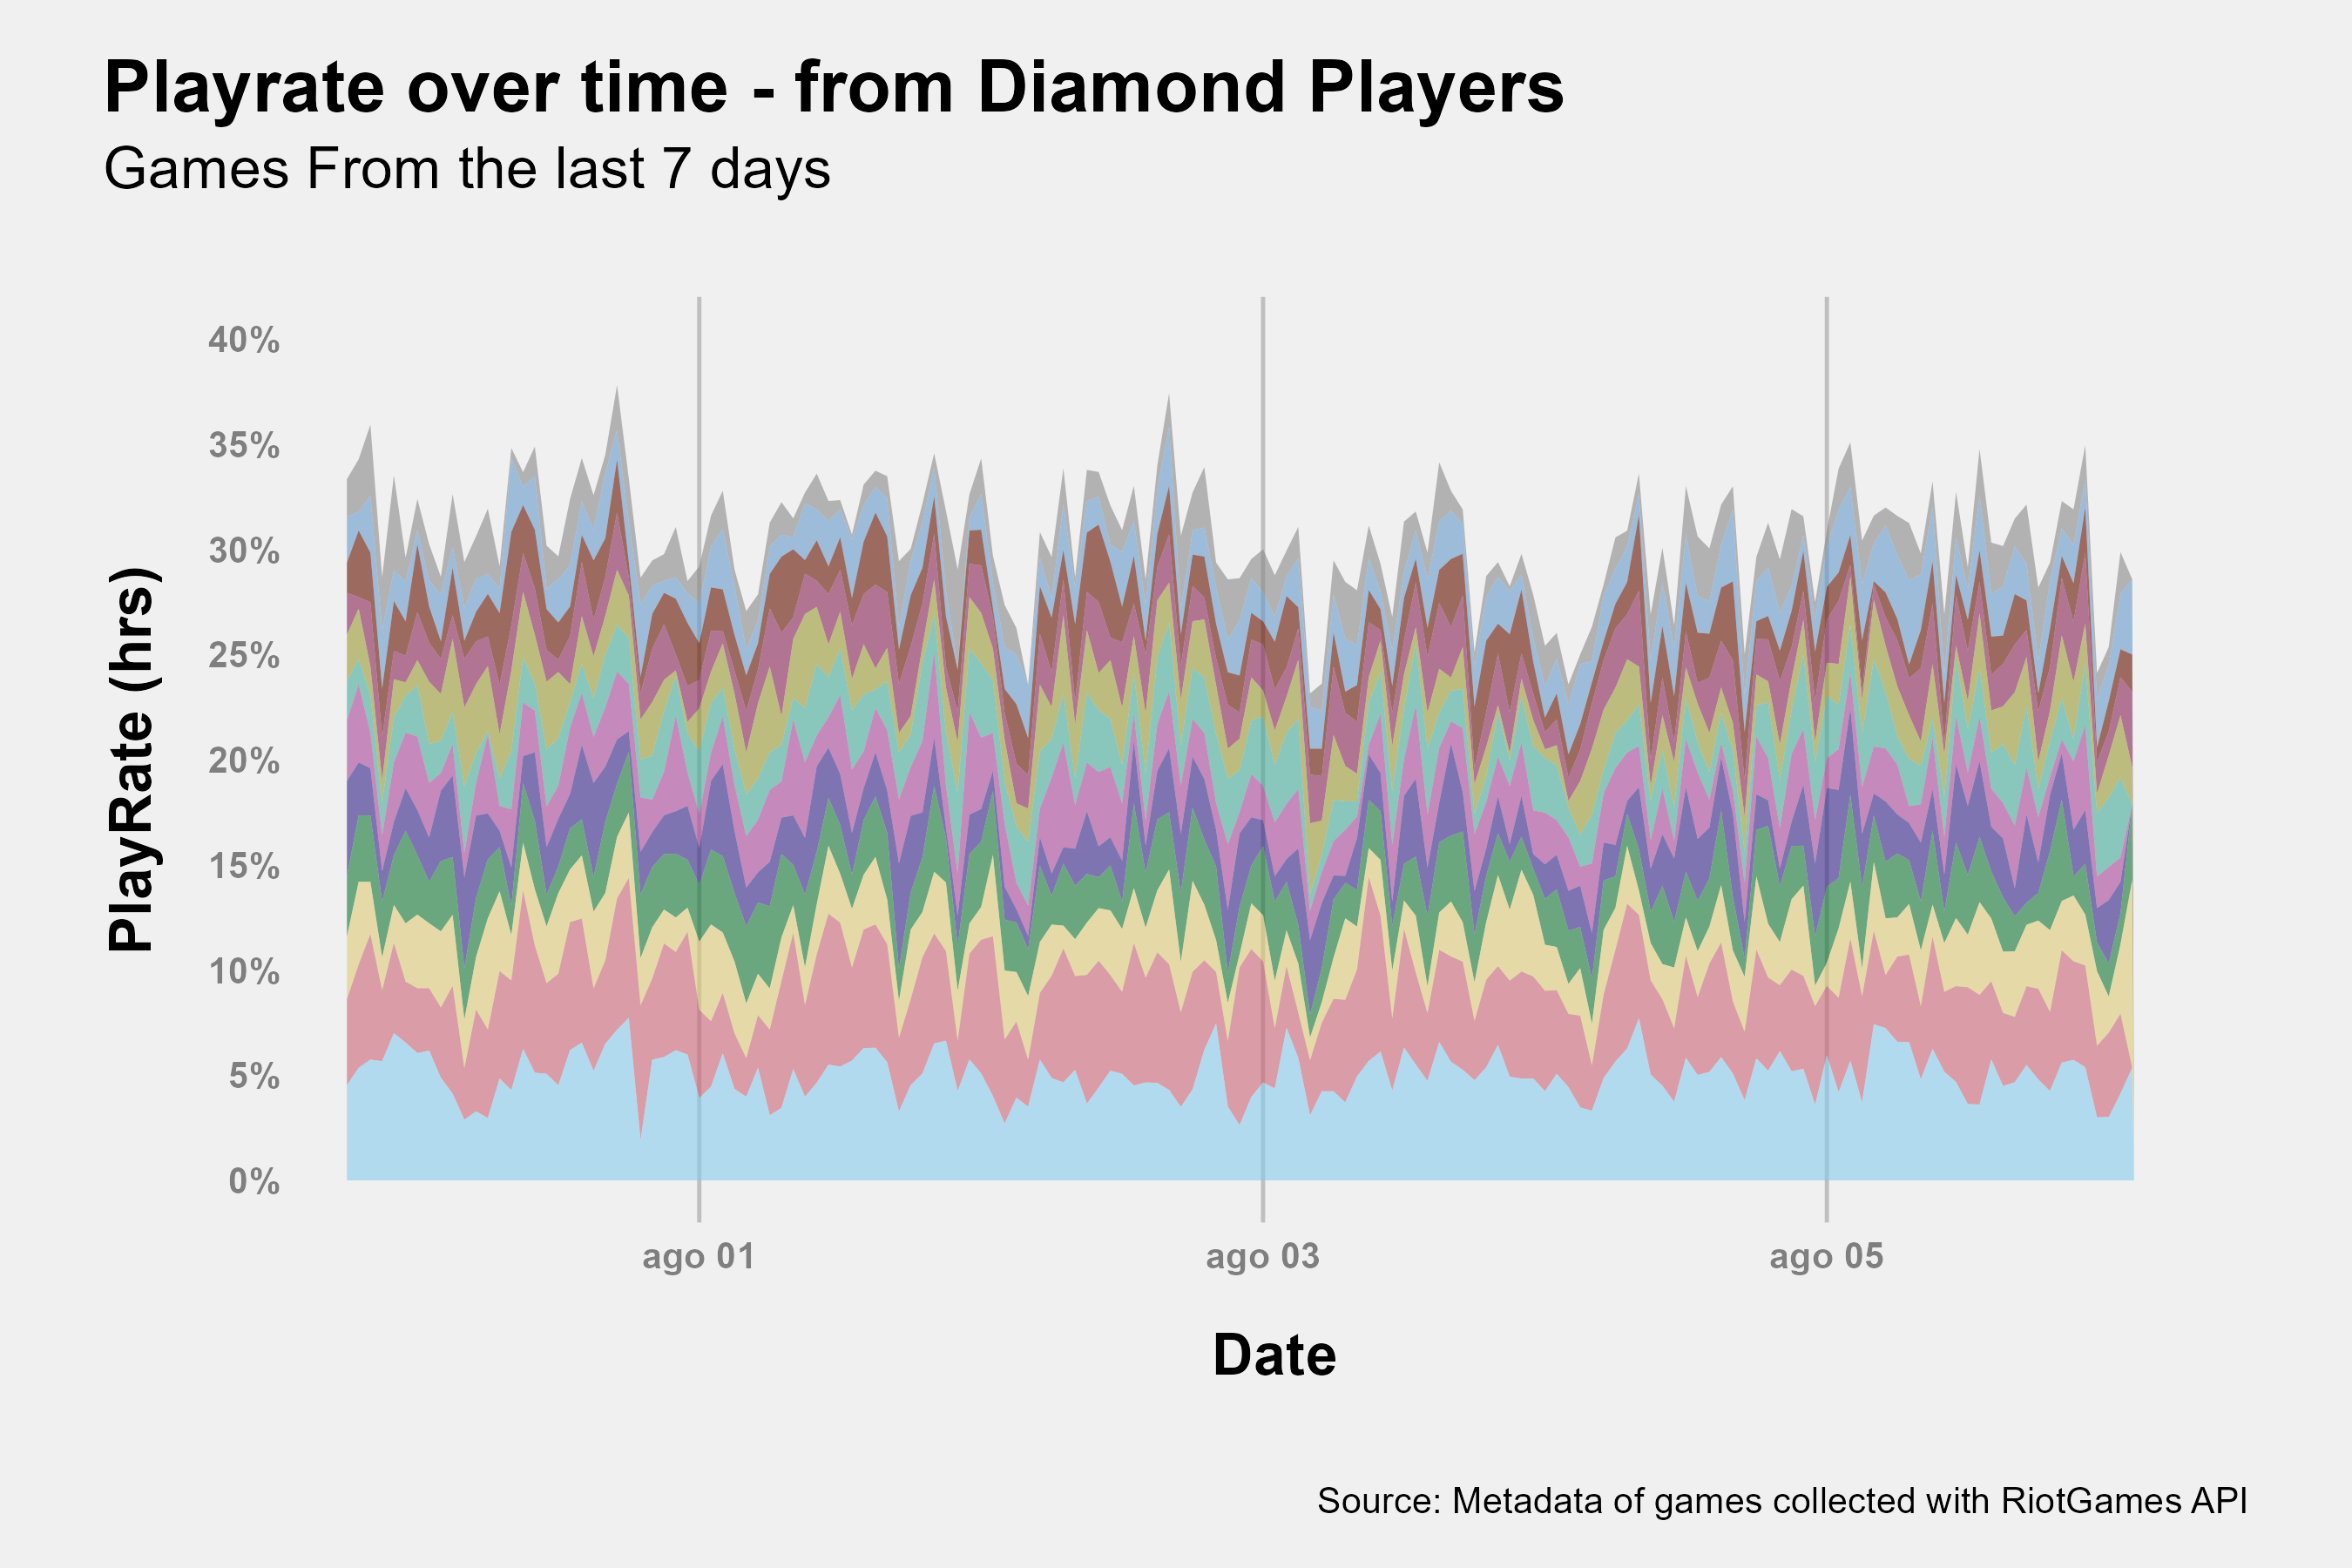 Playrate over time - from Diamond Players
Games From the last 7 days
PlayRate (hrs)
40%
35%
30%
25%
20%
15%
10%
5%
0%
ago 01
ago 03
ago 05
Date
Source: Metadata of games collected with RiotGames API